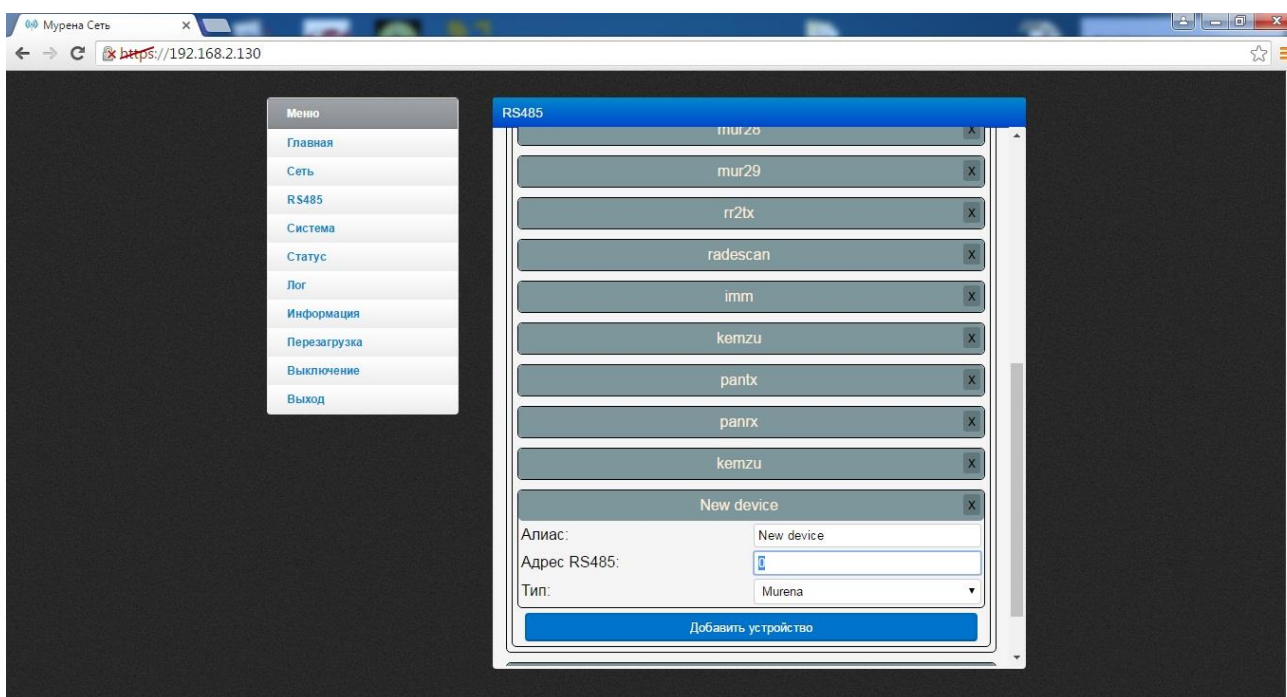 Мурена Сеть
https://192.168.2.130
Меню
Главная
Сеть
RS485
Система
Статус
Лог
Информация
Перезагрузка
Выключение
Выход
RS485
mur28 X
mur29 X
rr2tx X
radescan X
imm X
kemzu X
pantx X
panrx X
kemzu X
New device X
Алиас: New device
Адрес RS485: 0
Тип: Murena
Добавить устройство